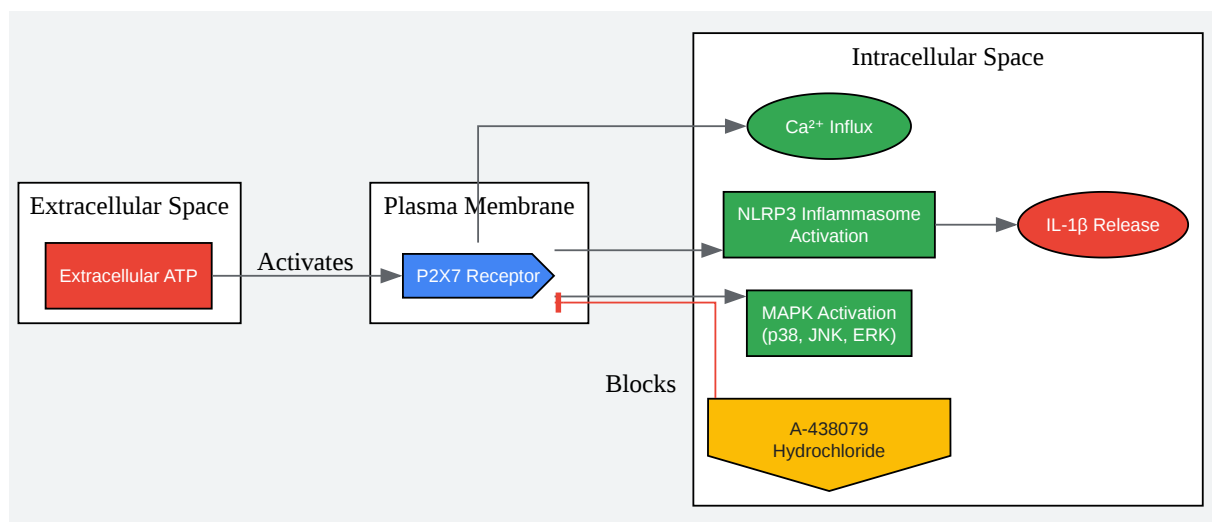 Extracellular Space
Extracellular ATP
Activates
Plasma Membrane
P2X7 Receptor
Blocks
Intracellular Space
Ca²⁺ Influx
NLRP3 Inflammasome
Activation
IL-1β Release
MAPK Activation
(p38, JNK, ERK)
A-438079
Hydrochloride